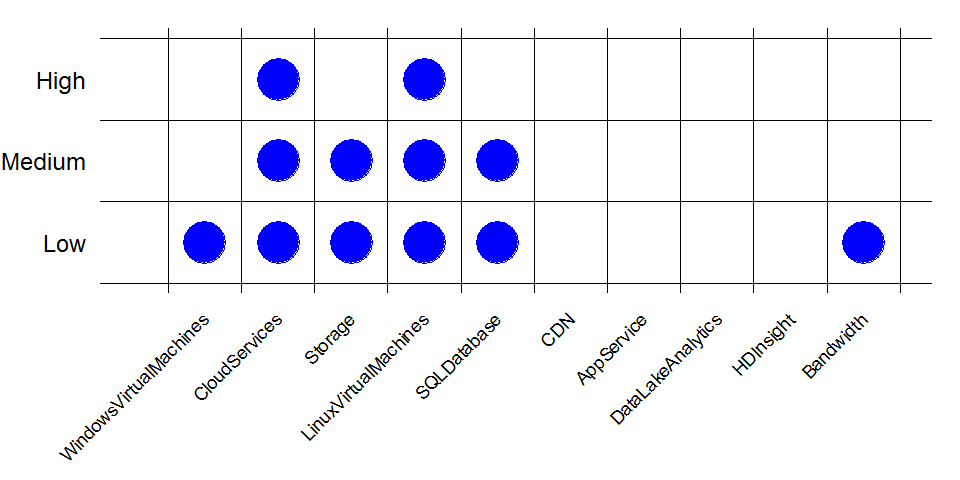 High
Medium
Low
WindowsVirtualMachines
CloudServices
Storage
LinuxVirtualMachines
SQLDatabase
CDN
AppService
DataLakeAnalytics
HDInsight
Bandwidth